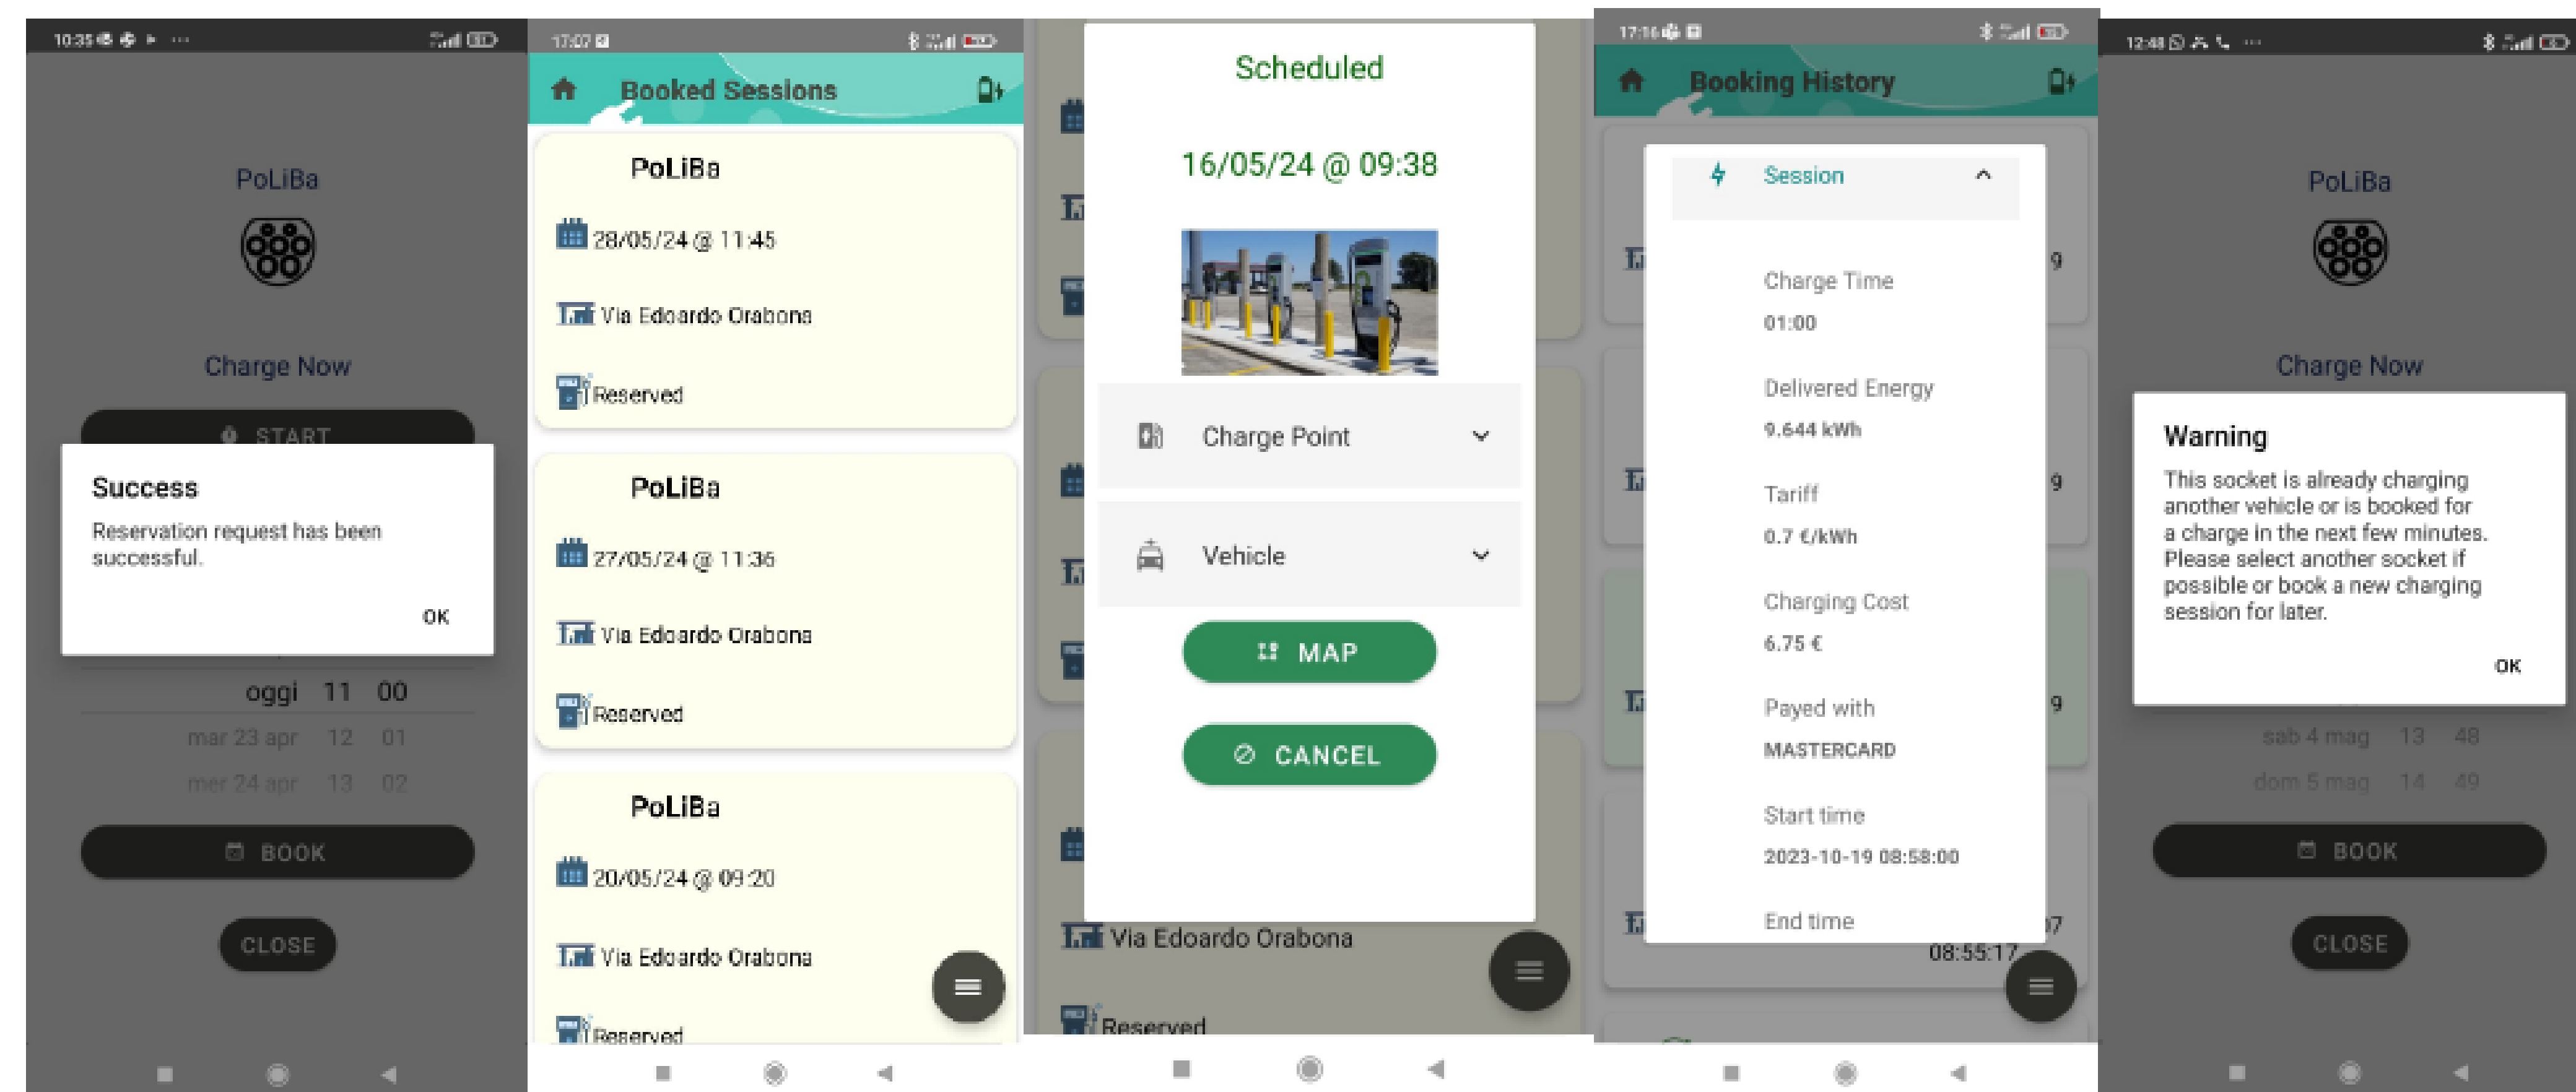 10:35
PoLiBa
Charge Now
START
Success
Reservation request has been
successful.
OK
oggi 11 00
mar 23 apr 12 01
mer 24 apr 13 02
BOOK
CLOSE
17:07
Booked Sessions
PoLiBa
28/05/24 @ 11:45
Via Edoardo Orabona
Reserved
PoLiBa
27/05/24 @ 11:36
Via Edoardo Orabona
Reserved
PoLiBa
20/05/24 @ 09:20
Via Edoardo Orabona
Reserved
Scheduled
16/05/24 @ 09:38
Charge Point
Vehicle
MAP
CANCEL
Via Edoardo Orabona
Reserved
17:16
Booking History
Session
Charge Time
01:00
9
Delivered Energy
9.644 kWh
Tariff
0.7 €/kWh
9
Charging Cost
6.75 €
Payed with
MASTERCARD
9
Start time
2023-10-19 08:58:00
End time
08:55:17
12:48
PoLiBa
Charge Now
Warning
This socket is already charging
another vehicle or is booked for
a charge in the next few minutes.
Please select another socket if
possible or book a new charging
session for later.
OK
sab 4 mag 13 48
dom 5 mag 14 49
BOOK
CLOSE